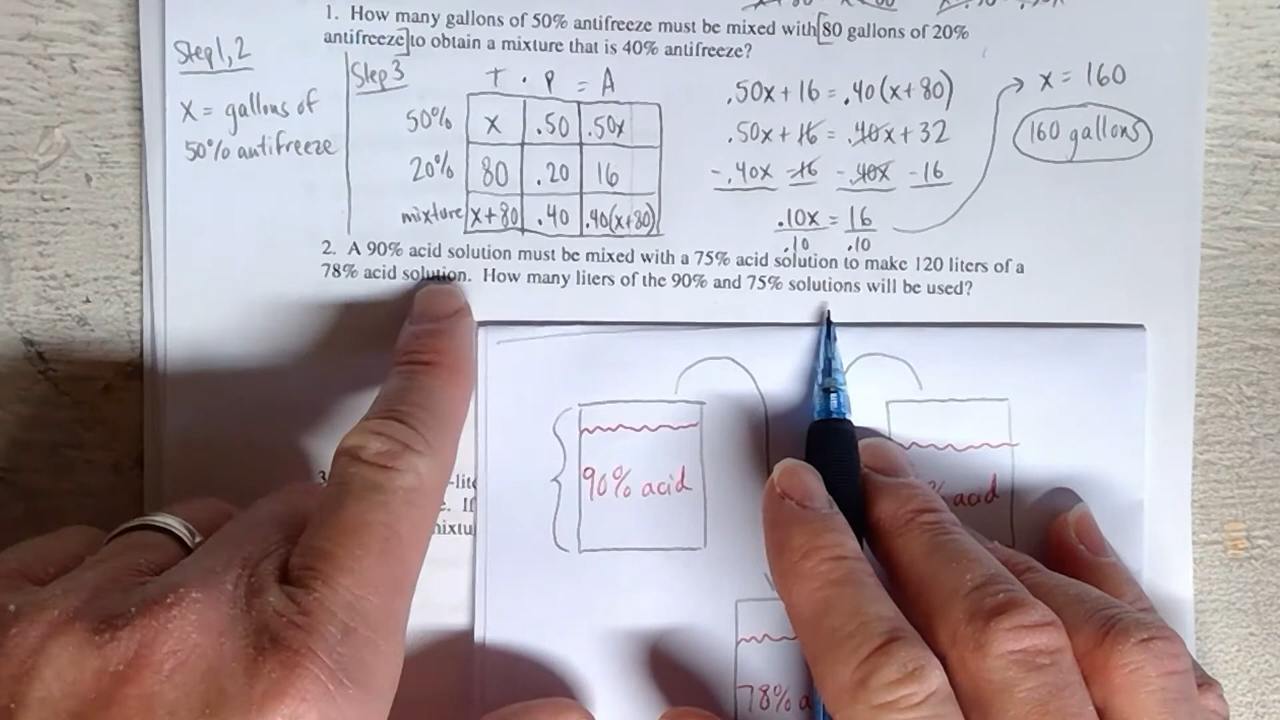 1. How many gallons of 50% antifreeze must be mixed with [80 gallons of 20%
antifreeze] to obtain a mixture that is 40% antifreeze?
Step 1, 2
x = gallons of
50% antifreeze
Step 3
T . P = A
50% x .50 .50x
20% 80 .20 16
mixture x+80 .40 .40(x+80)
.50x + 16 = .40(x+80)
.50x + 16 = .40x + 32
-.40x -16 -.40x -16
.10x = 16
.10 .10
x = 160
160 gallons
2. A 90% acid solution must be mixed with a 75% acid solution to make 120 liters of a
78% acid solution. How many liters of the 90% and 75% solutions will be used?
90% acid
% acid
78% a
3
-lit
. If
mixtu